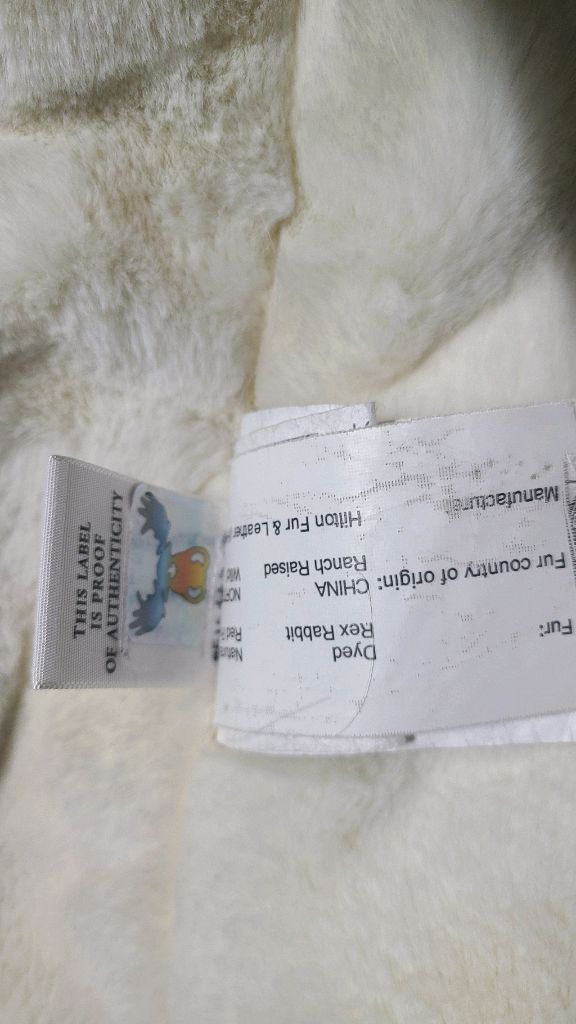 THIS LABEL
IS PROOF
OF AUTHENTICITY
Fur:
Dyed
Rex Rabbit
Fur country of origin:
CHINA
Ranch Raised
Hilton Fur & Leather